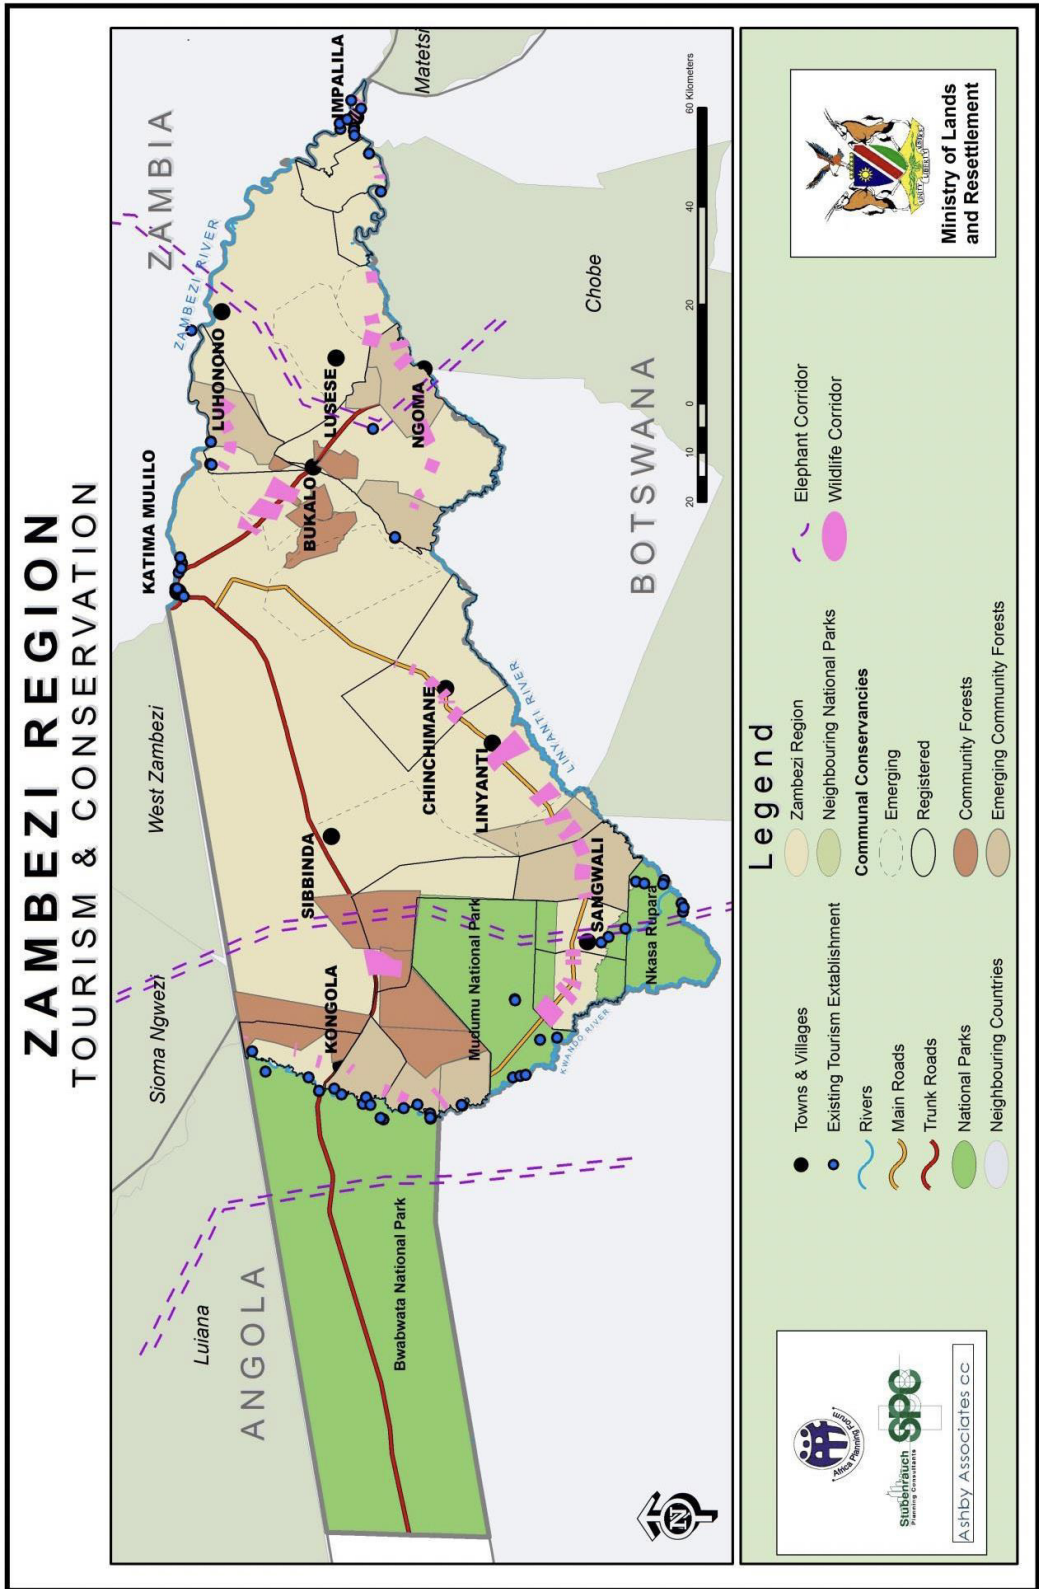 ZAMBEZI REGION
TOURISM & CONSERVATION
Sioma Ngwezi
West Zambezi
Luiana
ANGOLA
ZAMBIA
ZAMBEZI RIVER
KATIMA MULILO
LUHONONO
IMPALILA
Matetsi
KONGOLA
SIBBINDA
BUKALO
LUSESE
NGOMA
CHINCHIMANE
LINYANTI
LINYANTI RIVER
SANGWALI
Bwabwata National Park
Mudumu National Park
Nkasa Rupara
KWANDO RIVER
Chobe
BOTSWANA
N
20 10 0 20 40 60 Kilometers
Legend
Towns & Villages
Existing Tourism Establishment
Rivers
Main Roads
Trunk Roads
National Parks
Neighbouring Countries
Zambezi Region
Neighbouring National Parks
Communal Conservancies
Emerging
Registered
Community Forests
Emerging Community Forests
Elephant Corridor
Wildlife Corridor
Africa Planning Forum
Stubenrauch
Planning Consultants
spc
Ashby Associates cc
UNITY LIBERTY JUSTICE
Ministry of Lands
and Resettlement